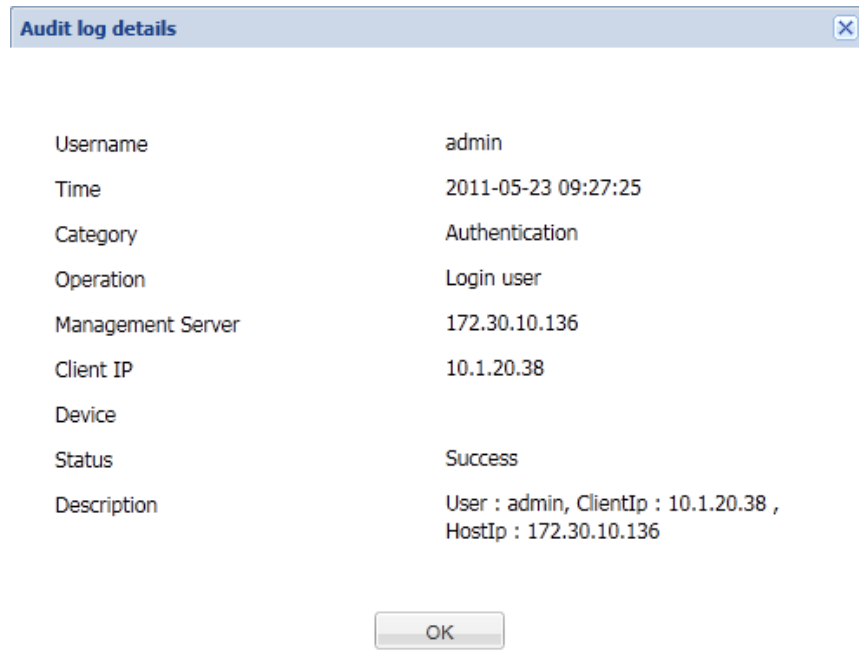 Audit log details
Username admin
Time 2011-05-23 09:27:25
Category Authentication
Operation Login user
Management Server 172.30.10.136
Client IP 10.1.20.38
Device
Status Success
Description User : admin, ClientIp : 10.1.20.38 ,
HostIp : 172.30.10.136
OK